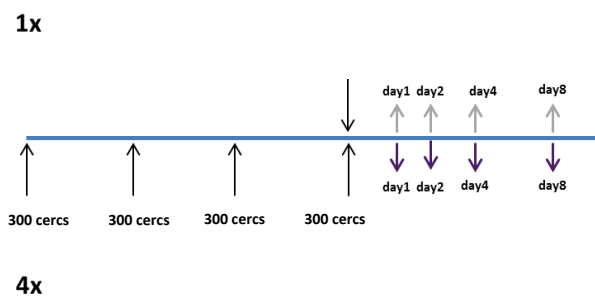 1x
day1 day2 day4 day8
day1 day2 day4 day8
300 cercs 300 cercs 300 cercs 300 cercs
4x